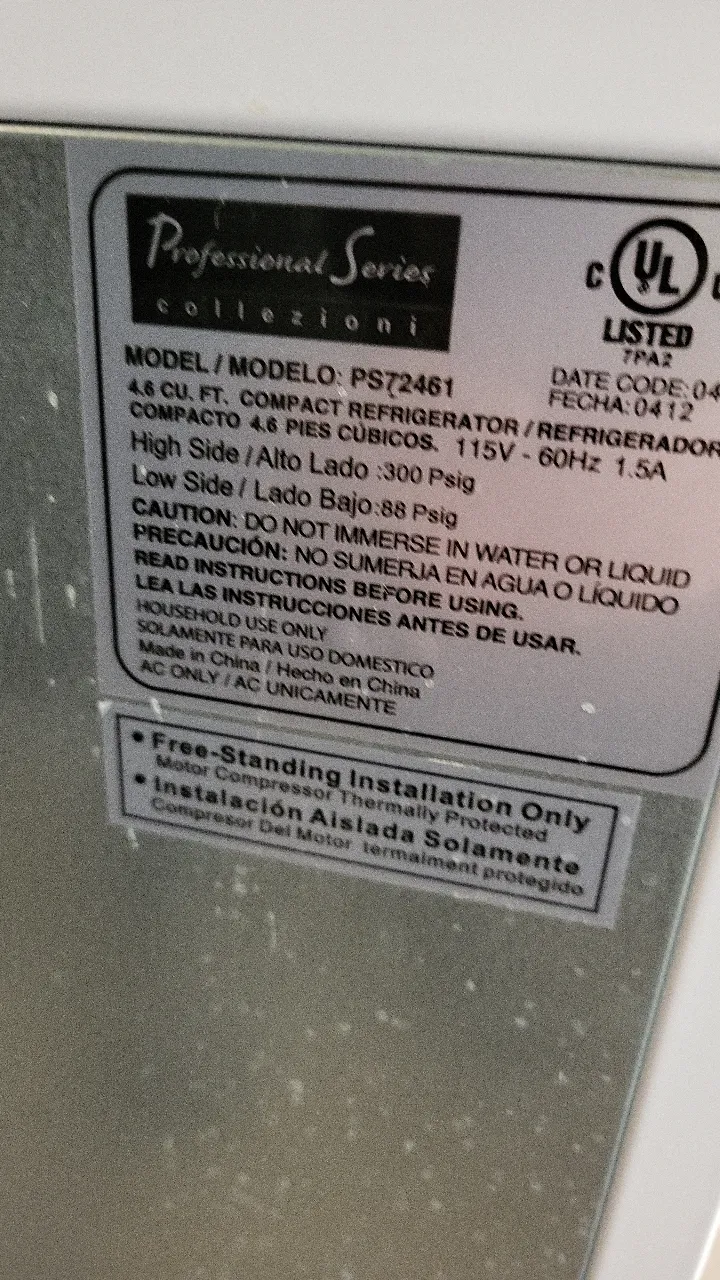 Professional Series
collezioni
C UL
LISTED
7PA2
MODEL / MODELO: PS72461
DATE CODE: 04
FECHA: 0412
4.6 CU. FT. COMPACT REFRIGERATOR / REFRIGERADOR
COMPACTO 4.6 PIES CÚBICOS. 115V - 60Hz 1.5A
High Side / Alto Lado :300 Psig
Low Side / Lado Bajo:88 Psig
CAUTION: DO NOT IMMERSE IN WATER OR LIQUID
PRECAUCIÓN: NO SUMERJA EN AGUA O LÍQUIDO
READ INSTRUCTIONS BEFORE USING.
LEA LAS INSTRUCCIONES ANTES DE USAR.
HOUSEHOLD USE ONLY
SOLAMENTE PARA USO DOMESTICO
Made in China / Hecho en China
AC ONLY / AC UNICAMENTE
• Free-Standing Installation Only
Motor Compressor Thermally Protected
• Instalación Aislada Solamente
Compresor Del Motor termalment protegido